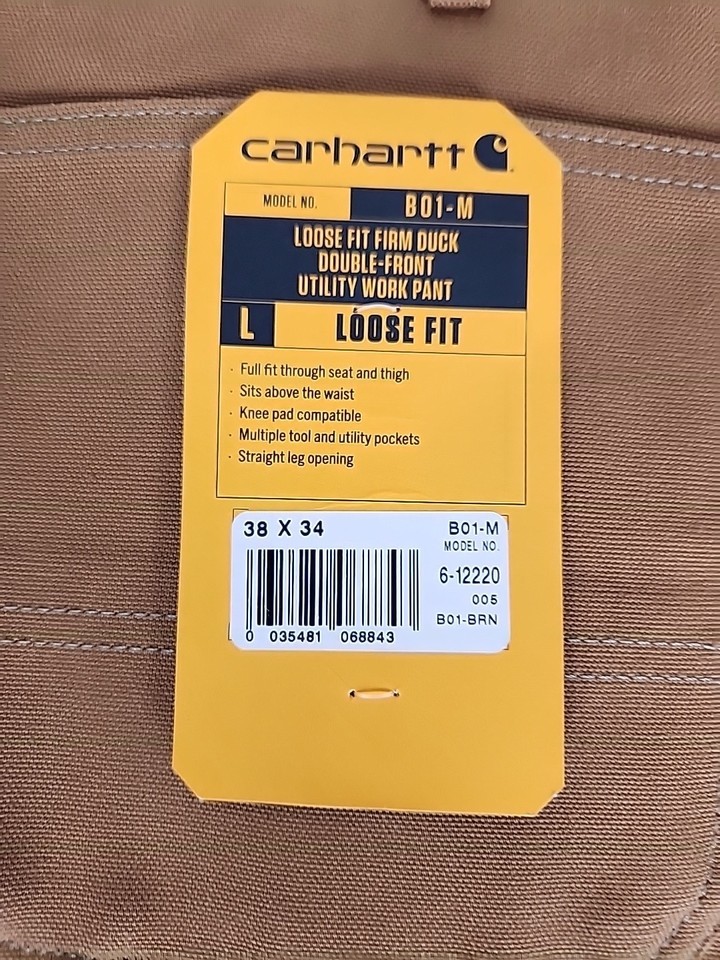 carhartt
MODEL NO. B01-M
LOOSE FIT FIRM DUCK
DOUBLE-FRONT
UTILITY WORK PANT
L LOOSE FIT
· Full fit through seat and thigh
· Sits above the waist
· Knee pad compatible
· Multiple tool and utility pockets
· Straight leg opening
38 X 34 B01-M
MODEL NO.
6-12220
005
B01-BRN
0 035481 068843